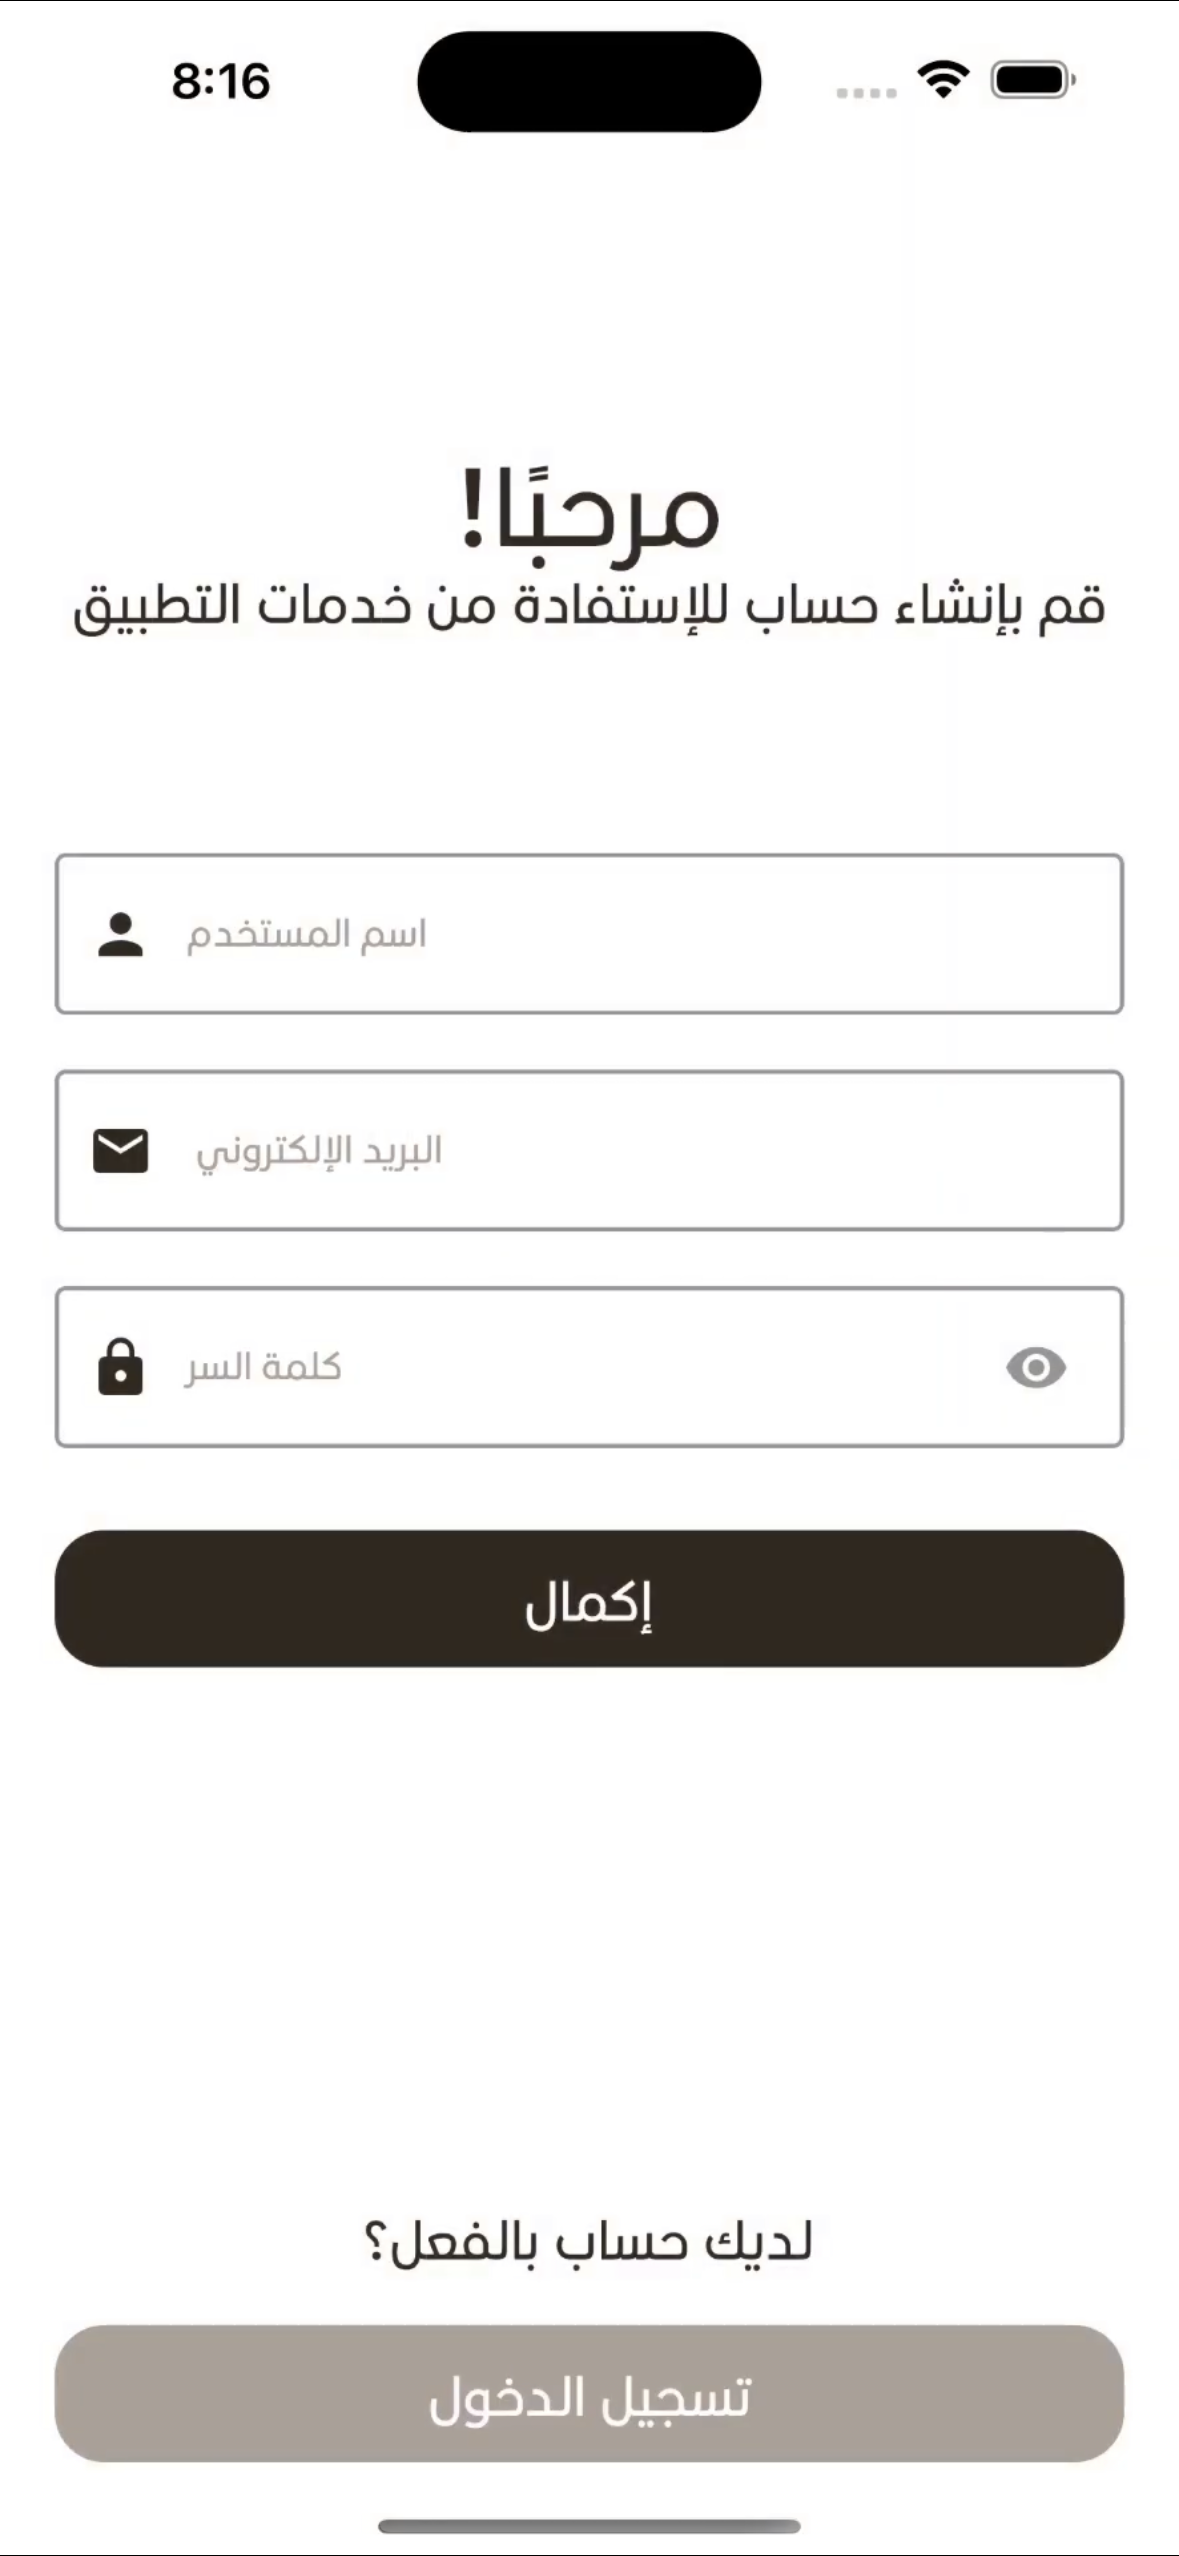 8:16
مرحبًا!
قم بإنشاء حساب للإستفادة من خدمات التطبيق
اسم المستخدم
البريد الإلكتروني
كلمة السر
إكمال
لديك حساب بالفعل؟
تسجيل الدخول